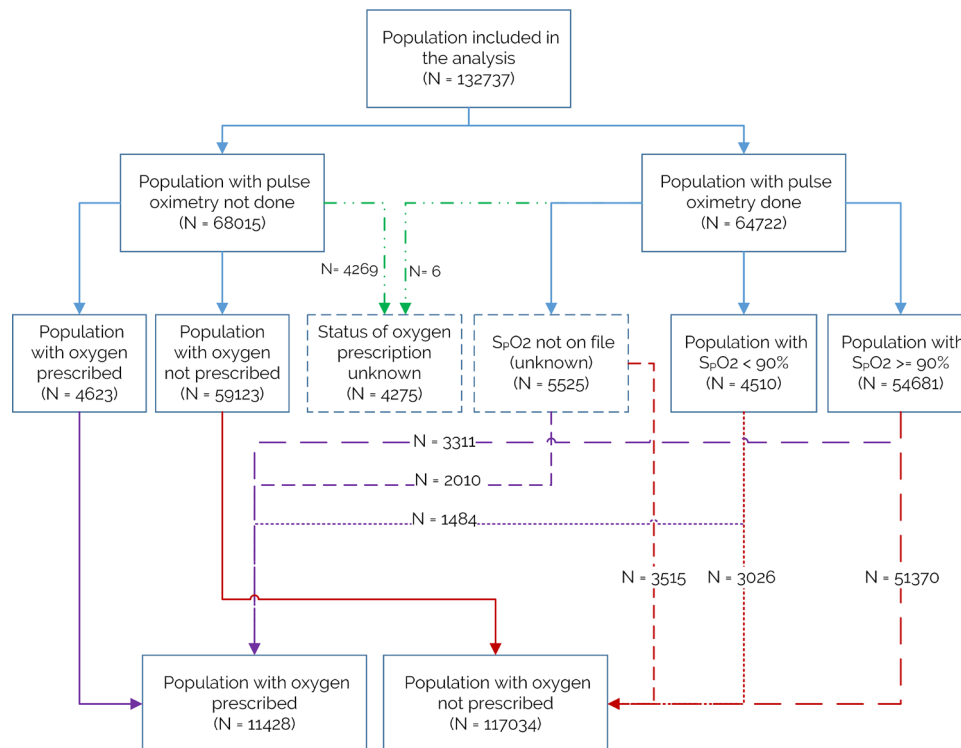 Population included in
the analysis
(N = 132737)
Population with pulse
oximetry not done
(N = 68015)
Population with pulse
oximetry done
(N = 64722)
N= 4269
N= 6
Population
with oxygen
prescribed
(N = 4623)
Population
with oxygen
not prescribed
(N = 59123)
Status of oxygen
prescription
unknown
(N = 4275)
SpO2 not on file
(unknown)
(N = 5525)
Population with
SpO2 < 90%
(N = 4510)
Population with
SpO2 >= 90%
(N = 54681)
N = 3311
N = 2010
N = 1484
N = 3515
N = 3026
N = 51370
Population with oxygen
prescribed
(N = 11428)
Population with oxygen
not prescribed
(N = 117034)